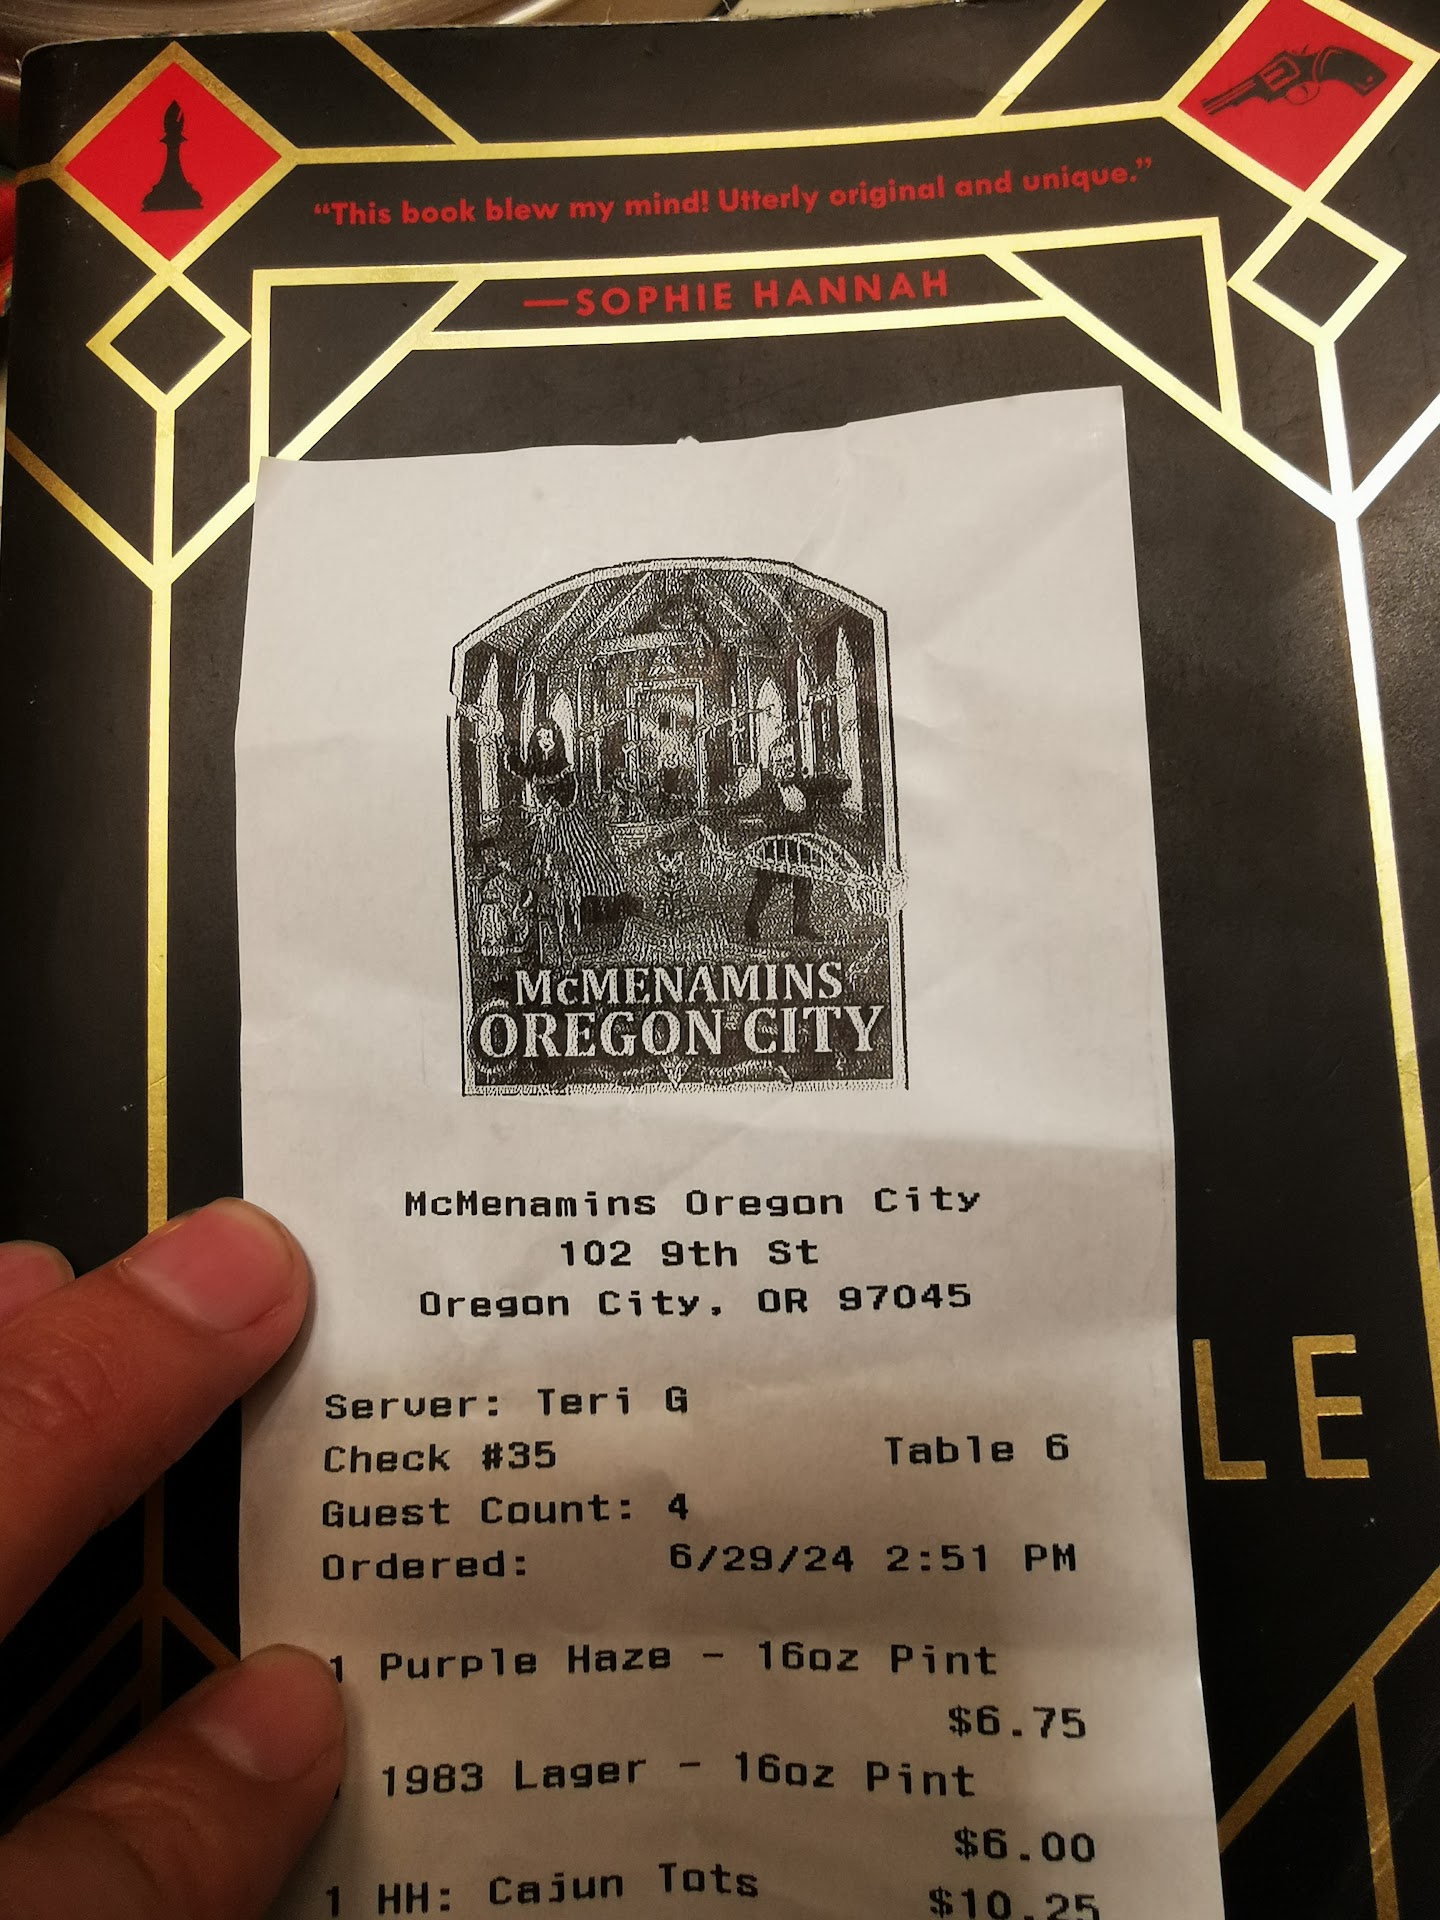 “This book blew my mind! Utterly original and unique.”
—SOPHIE HANNAH
McMENAMINS
OREGON CITY
McMenamins Oregon City
102 9th St
Oregon City, OR 97045
Server: Teri G
Check #35 Table 6
Guest Count: 4
Ordered: 6/29/24 2:51 PM
1 Purple Haze - 16oz Pint
$6.75
1983 Lager - 16oz Pint
$6.00
1 HH: Cajun Tots $10.25
LE